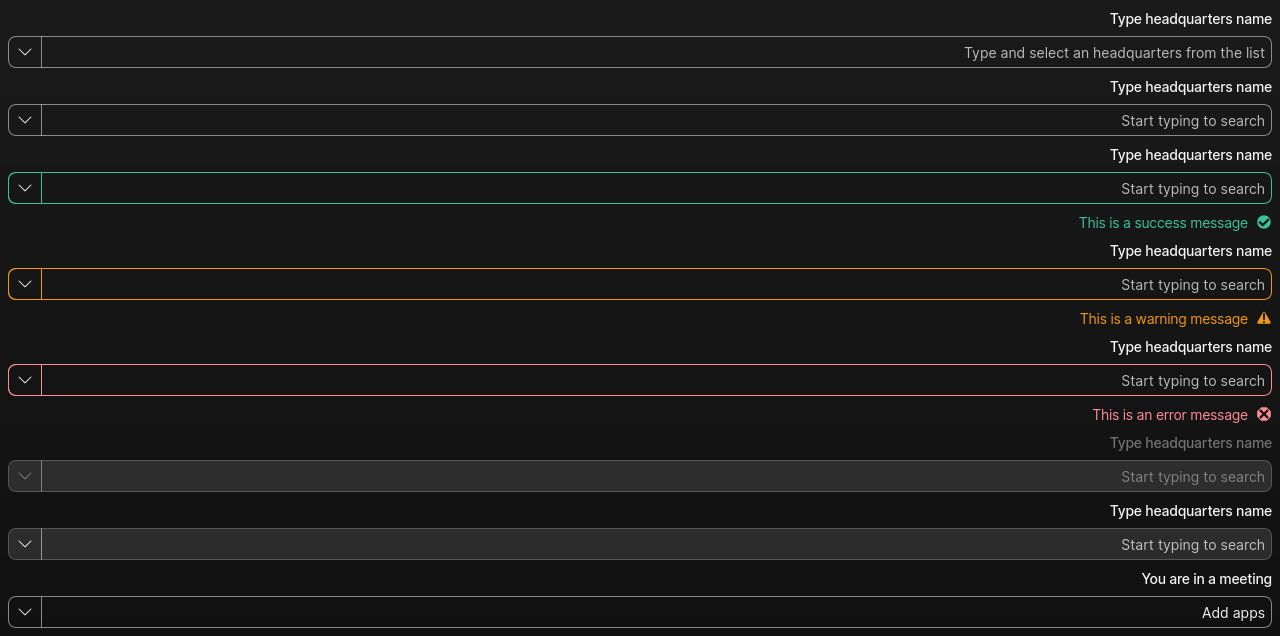 Type headquarters name
Type and select an headquarters from the list
Type headquarters name
Start typing to search
Type headquarters name
Start typing to search
This is a success message
Type headquarters name
Start typing to search
This is a warning message
Type headquarters name
Start typing to search
This is an error message
Type headquarters name
Start typing to search
Type headquarters name
Start typing to search
You are in a meeting
Add apps